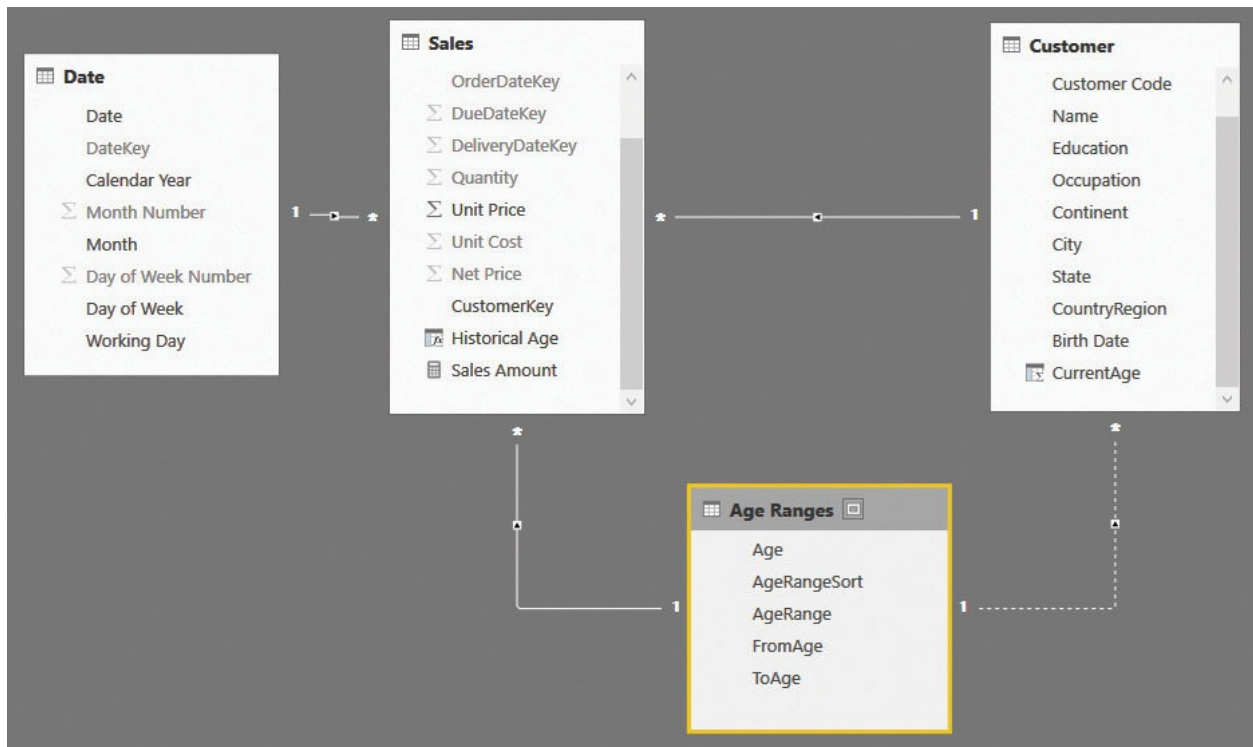 Date
Date
DateKey
Calendar Year
Σ Month Number
Month
Σ Day of Week Number
Day of Week
Working Day
1
*
Sales
OrderDateKey
Σ DueDateKey
Σ DeliveryDateKey
Σ Quantity
Σ Unit Price
Σ Unit Cost
Σ Net Price
CustomerKey
Historical Age
Sales Amount
*
1
Customer
Customer Code
Name
Education
Occupation
Continent
City
State
CountryRegion
Birth Date
CurrentAge
*
*
1
Age Ranges
Age
AgeRangeSort
AgeRange
FromAge
ToAge
1